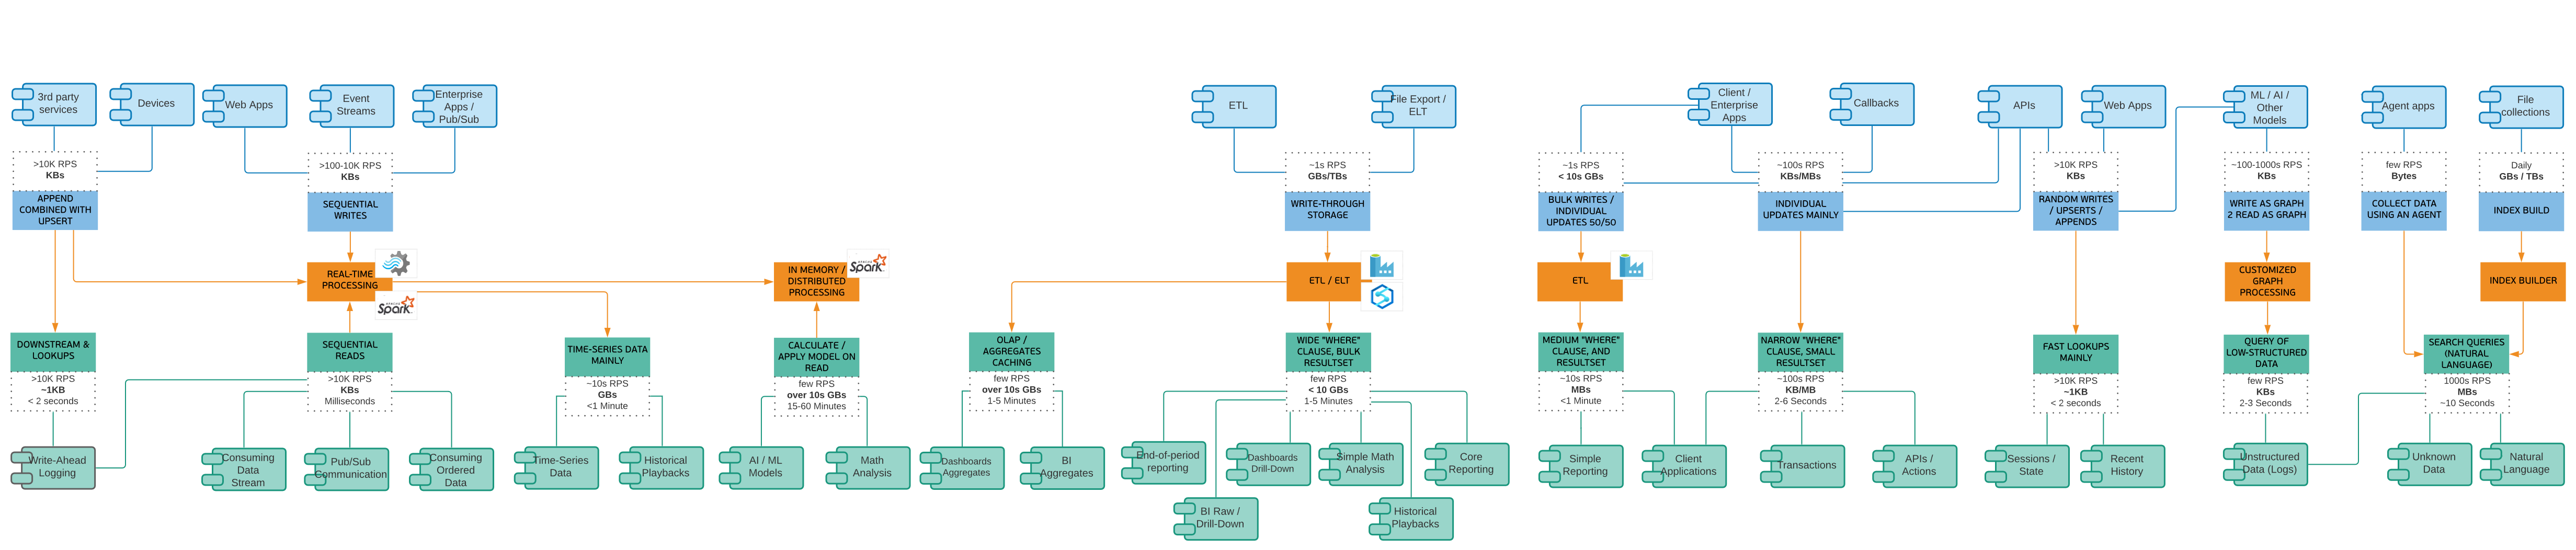 3rd party
services
Devices
Web Apps
Event
Streams
Enterprise
Apps /
Pub/Sub
ETL
File Export /
ELT
Client /
Enterprise
Apps
Callbacks
APIs
Web Apps
ML / AI /
Other
Models
Agent apps
File
collections
>10K RPS
KBs
>100-10K RPS
KBs
~1s RPS
GBs/TBs
~1s RPS
< 10s GBs
~100s RPS
KBs/MBs
>10K RPS
KBs
~100-1000s RPS
KBs
few RPS
Bytes
Daily
GBs / TBs
APPEND
COMBINED WITH
UPSERT
SEQUENTIAL
WRITES
WRITE-THROUGH
STORAGE
BULK WRITES /
INDIVIDUAL
UPDATES 50/50
INDIVIDUAL
UPDATES MAINLY
RANDOM WRITES
/ UPSERTS /
APPENDS
WRITE AS GRAPH
2 READ AS GRAPH
COLLECT DATA
USING AN AGENT
INDEX BUILD
REAL-TIME
PROCESSING
APACHE
Spark
IN MEMORY /
DISTRIBUTED
PROCESSING
APACHE
Spark
ETL / ELT
ETL
CUSTOMIZED
GRAPH
PROCESSING
INDEX BUILDER
DOWNSTREAM &
LOOKUPS
SEQUENTIAL
READS
TIME-SERIES DATA
MAINLY
CALCULATE /
APPLY MODEL ON
READ
OLAP /
AGGREGATES
CACHING
WIDE "WHERE"
CLAUSE, BULK
RESULTSET
MEDIUM "WHERE"
CLAUSE, AND
RESULTSET
NARROW "WHERE"
CLAUSE, SMALL
RESULTSET
FAST LOOKUPS
MAINLY
QUERY OF
LOW-STRUCTURED
DATA
SEARCH QUERIES
(NATURAL
LANGUAGE)
>10K RPS
~1KB
< 2 seconds
>10K RPS
KBs
Milliseconds
~10s RPS
GBs
<1 Minute
few RPS
over 10s GBs
15-60 Minutes
few RPS
over 10s GBs
1-5 Minutes
few RPS
< 10 GBs
1-5 Minutes
~10s RPS
MBs
<1 Minute
~100s RPS
KB/MB
2-6 Seconds
>10K RPS
~1KB
< 2 seconds
few RPS
KBs
2-3 Seconds
1000s RPS
MBs
~10 Seconds
Write-Ahead
Logging
Consuming
Data
Stream
Pub/Sub
Communication
Consuming
Ordered
Data
Time-Series
Data
Historical
Playbacks
AI / ML
Models
Math
Analysis
Dashboards
Aggregates
BI
Aggregates
End-of-period
reporting
Dashboards
Drill-Down
Simple Math
Analysis
Core
Reporting
Simple
Reporting
Client
Applications
Transactions
APIs /
Actions
Sessions /
State
Recent
History
Unstructured
Data (Logs)
Unknown
Data
Natural
Language
BI Raw /
Drill-Down
Historical
Playbacks